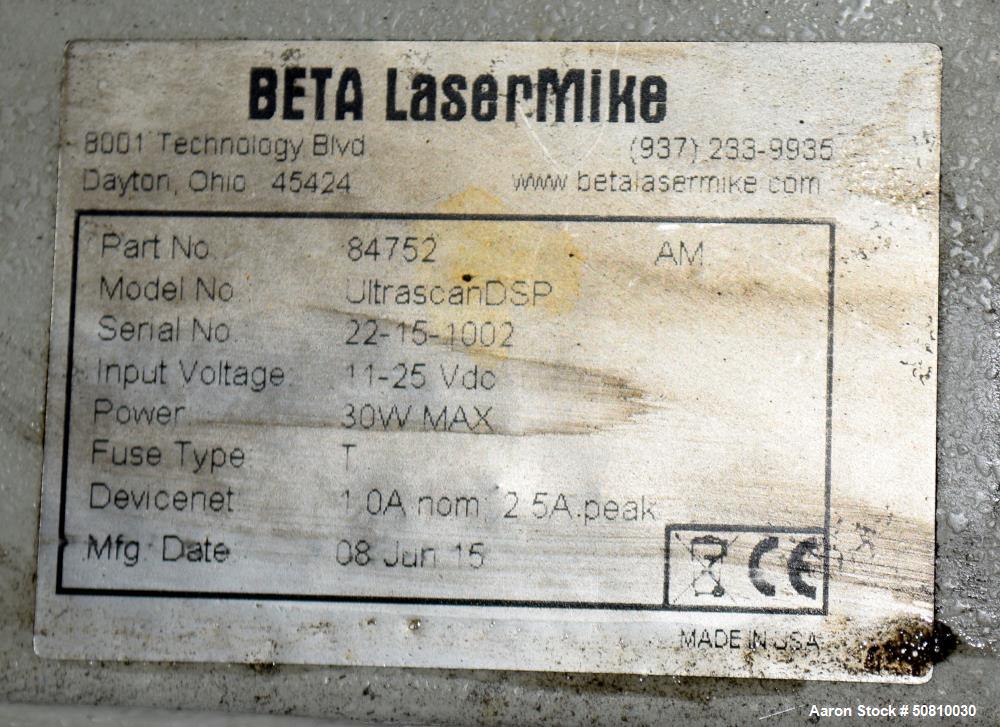 BETA LaserMike
8001 Technology Blvd (937) 233-9935
Dayton, Ohio 45424 www.betalasermike.com
Part No. 84752 AM
Model No. UltrascanDSP
Serial No. 22-15-1002
Input Voltage 11-25 Vdc
Power 30W MAX
Fuse Type T
Devicenet 1.0A nom, 2.5A.peak
Mfg. Date 08 Jun 15
CE
MADE IN USA
Aaron Stock # 50810030